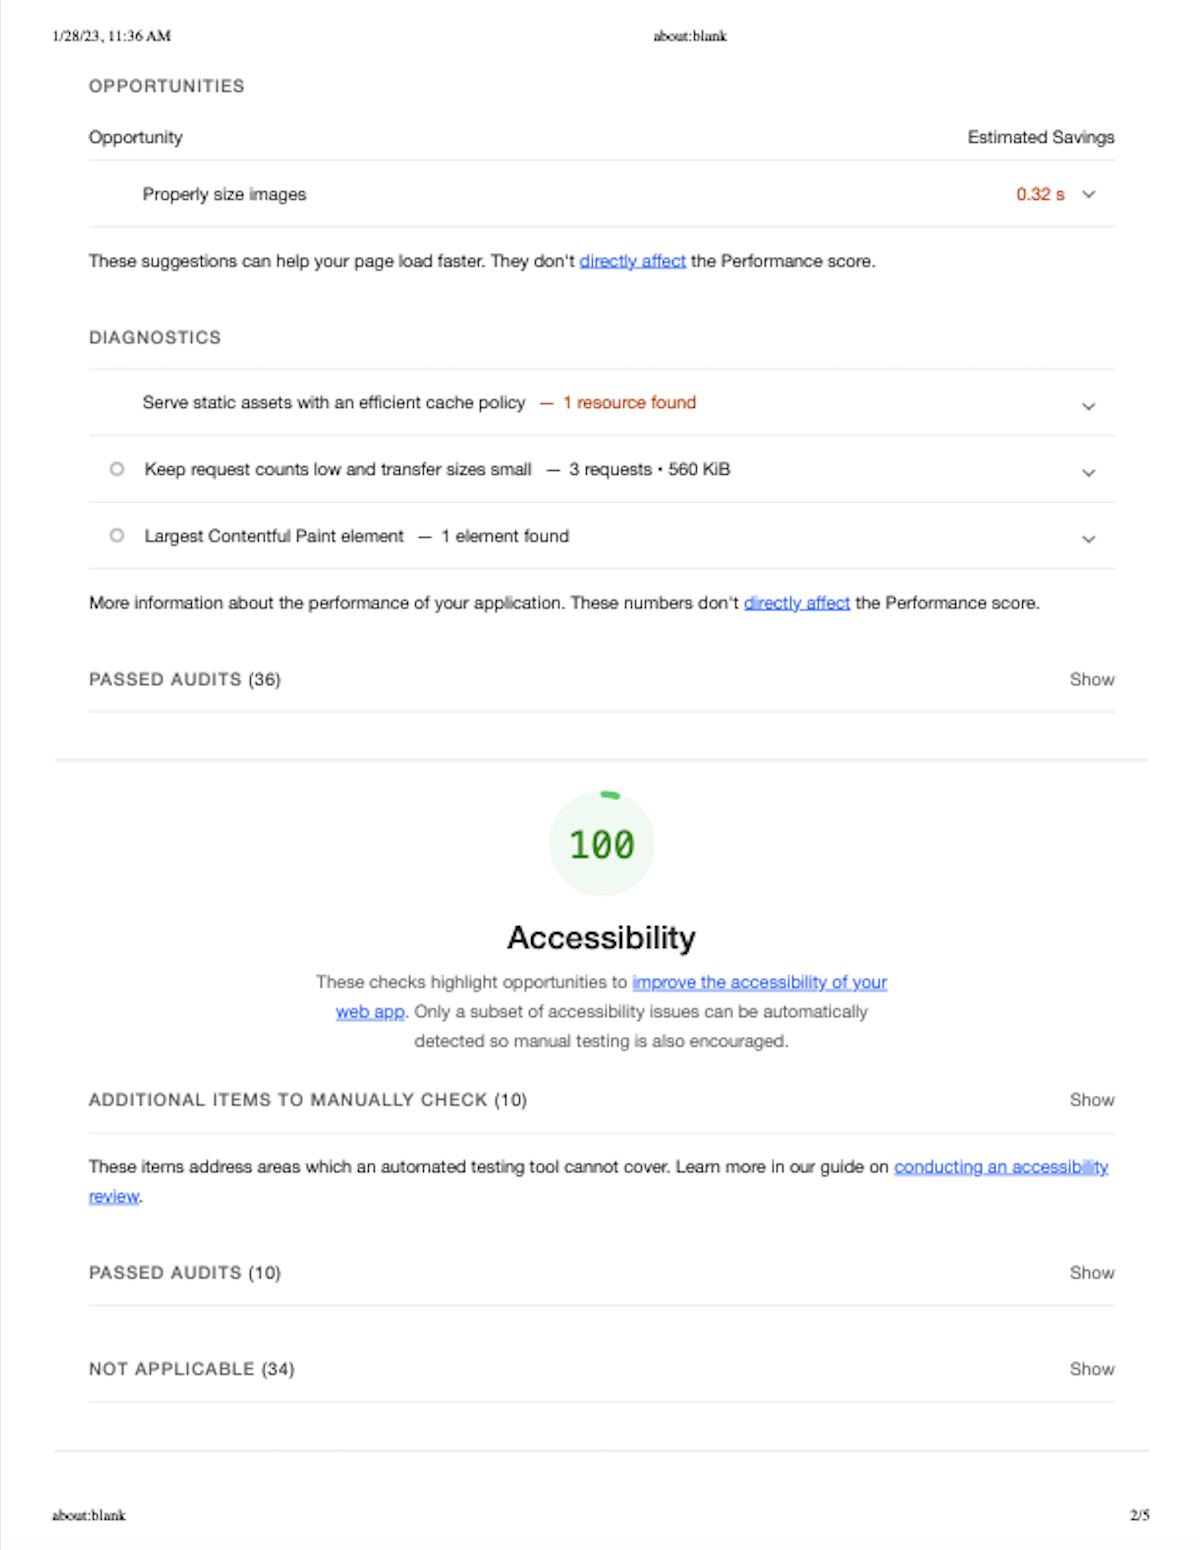 1/28/23, 11:36 AM about:blank
OPPORTUNITIES
Opportunity Estimated Savings
Properly size images 0.32 s
These suggestions can help your page load faster. They don't directly affect the Performance score.
DIAGNOSTICS
Serve static assets with an efficient cache policy — 1 resource found
Keep request counts low and transfer sizes small — 3 requests • 560 KiB
Largest Contentful Paint element — 1 element found
More information about the performance of your application. These numbers don't directly affect the Performance score.
PASSED AUDITS (36) Show
100
Accessibility
These checks highlight opportunities to improve the accessibility of your
web app. Only a subset of accessibility issues can be automatically
detected so manual testing is also encouraged.
ADDITIONAL ITEMS TO MANUALLY CHECK (10) Show
These items address areas which an automated testing tool cannot cover. Learn more in our guide on conducting an accessibility
review.
PASSED AUDITS (10) Show
NOT APPLICABLE (34) Show
about:blank 2/5